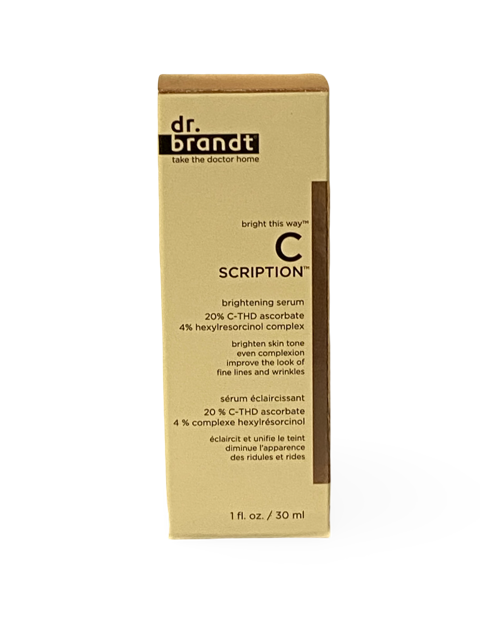 dr.
brandt
take the doctor home
bright this way™
C
SCRIPTION™
brightening serum
20% C-THD ascorbate
4% hexylresorcinol complex
brighten skin tone
even complexion
improve the look of
fine lines and wrinkles
sérum éclaircissant
20 % C-THD ascorbate
4 % complexe hexylrésorcinol
éclaircit et unifie le teint
diminue l'apparence
des ridules et rides
1 fl. oz. / 30 ml